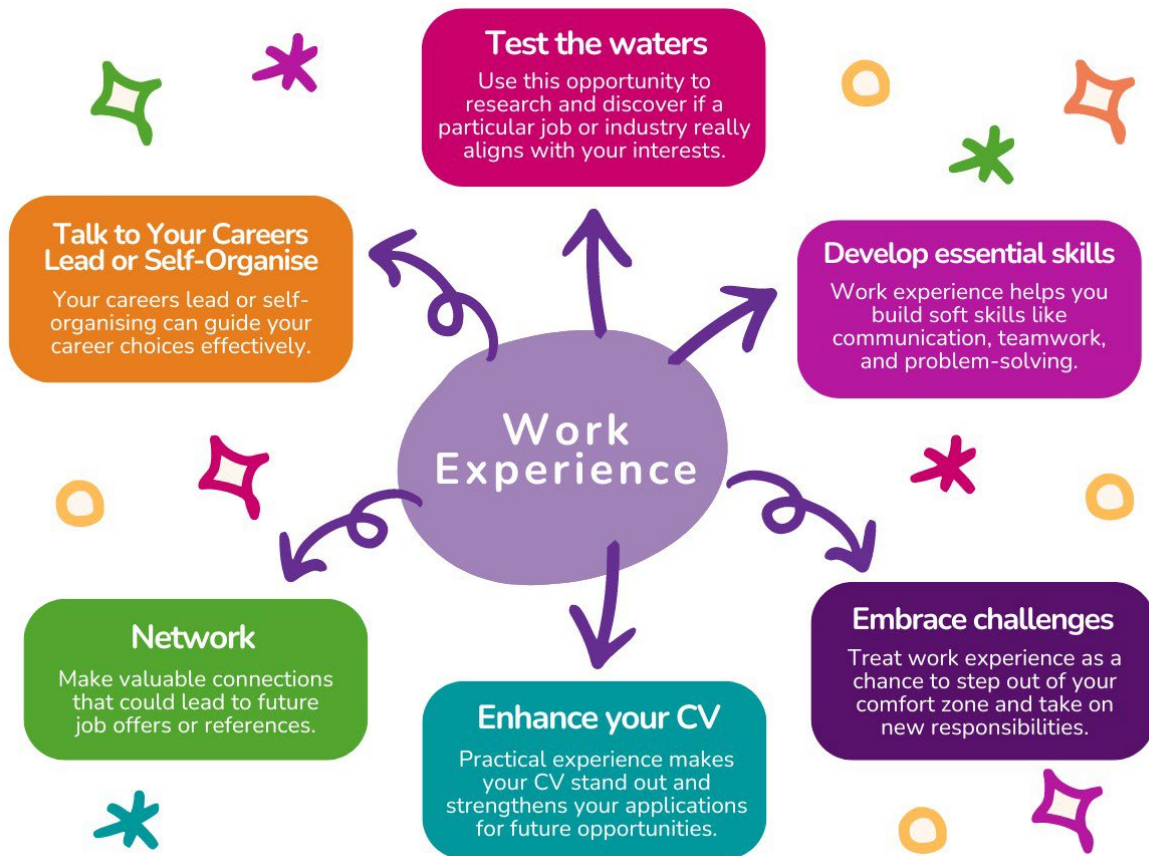 Test the waters
Use this opportunity to
research and discover if a
particular job or industry really
aligns with your interests.
Talk to Your Careers
Lead or Self-Organise
Your careers lead or self-
organising can guide your
career choices effectively.
Develop essential skills
Work experience helps you
build soft skills like
communication, teamwork,
and problem-solving.
Work
Experience
Network
Make valuable connections
that could lead to future
job offers or references.
Enhance your CV
Practical experience makes
your CV stand out and
strengthens your applications
for future opportunities.
Embrace challenges
Treat work experience as a
chance to step out of your
comfort zone and take on
new responsibilities.